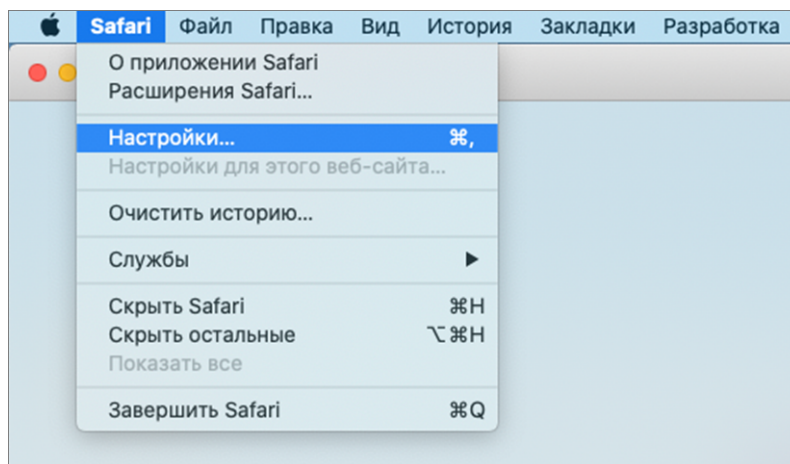 Safari Файл Правка Вид История Закладки Разработка
О приложении Safari
Расширения Safari...
Настройки... ⌘,
Настройки для этого веб-сайта...
Очистить историю...
Службы ▶
Скрыть Safari ⌘H
Скрыть остальные ⌥⌘H
Показать все
Завершить Safari ⌘Q